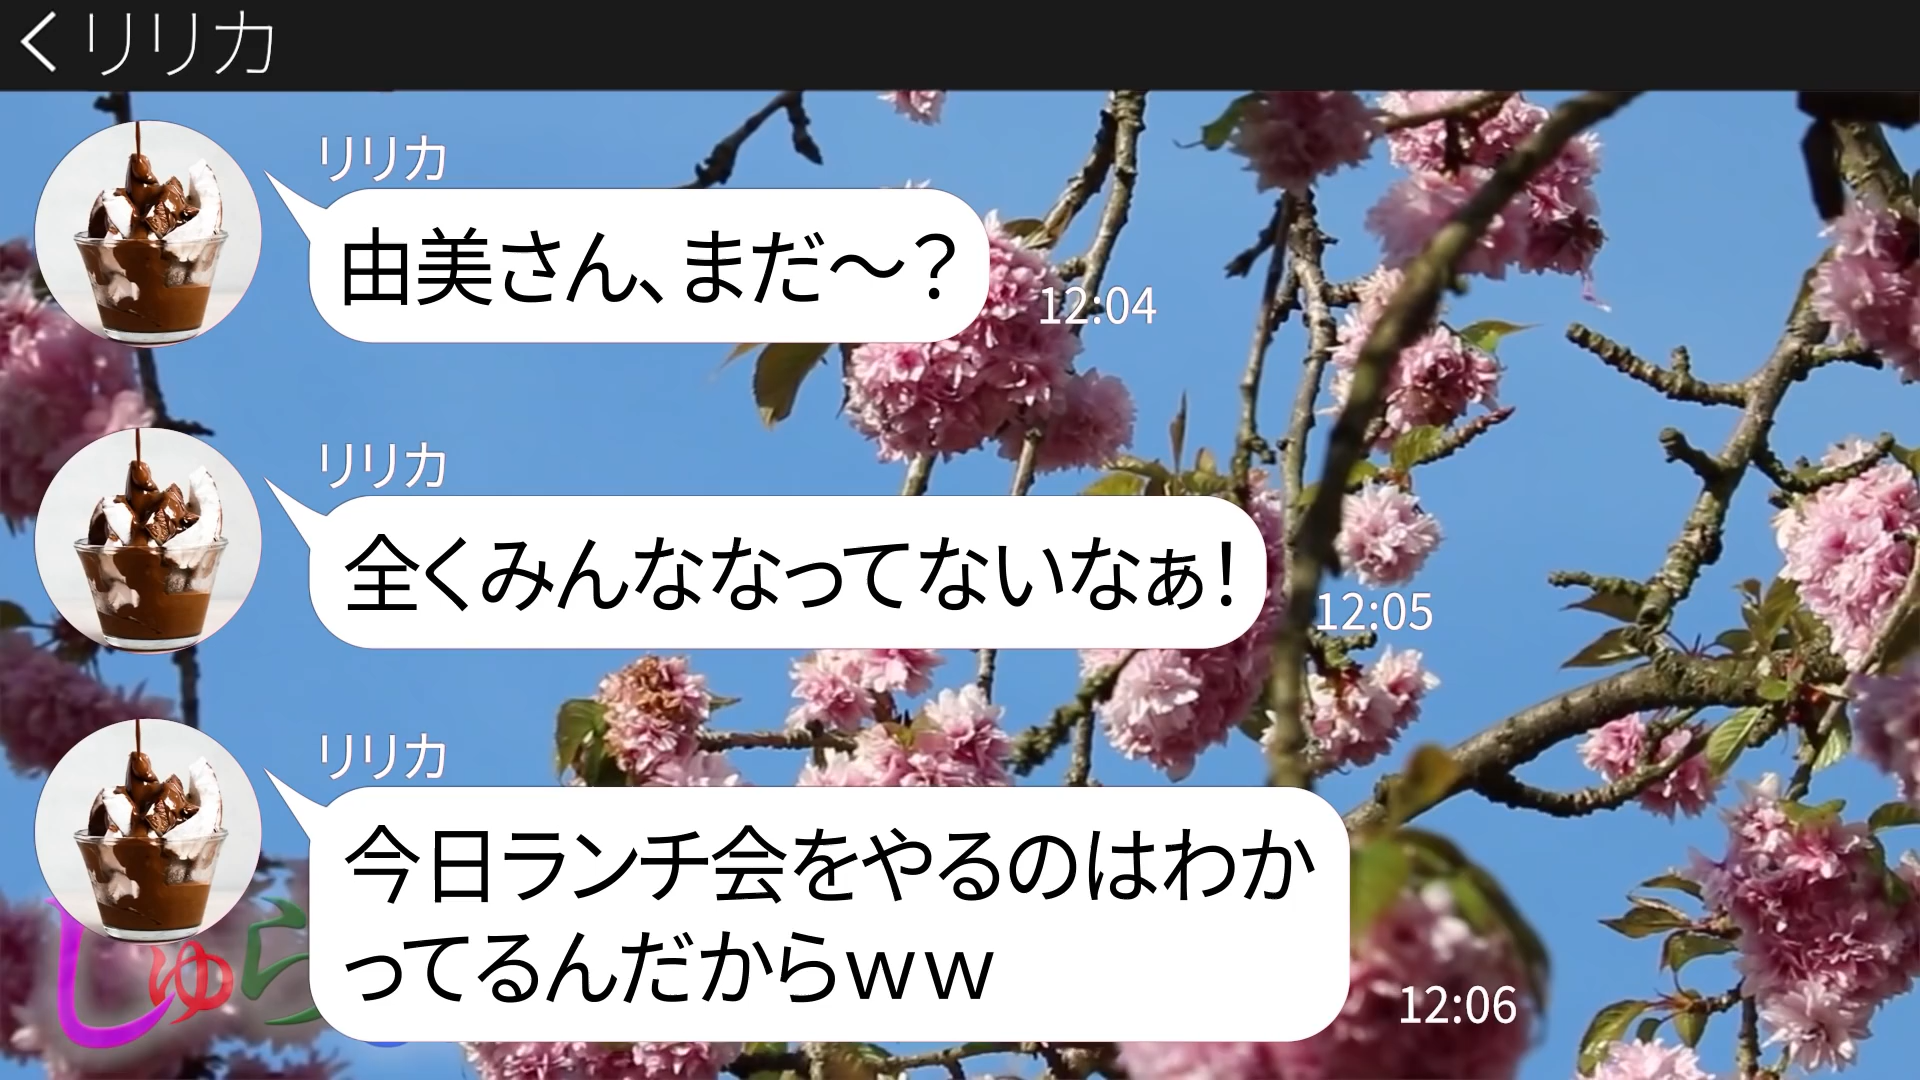 リリカ
リリカ
由美さん、まだ〜？
12:04
リリカ
全くみんななってないなぁ！
12:05
リリカ
今日ランチ会をやるのはわか
ってるんだからｗｗ
12:06
しゅら